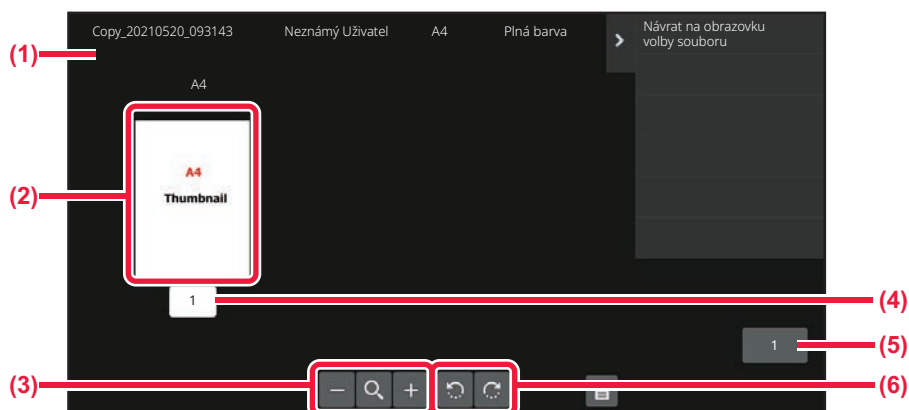 Copy_20210520_093143 Neznámý Uživatel A4 Plná barva
Návrat na obrazovku
volby souboru
(1)
A4
A4
(2)
Thumbnail
1
(4)
1
(5)
(3)
(6)